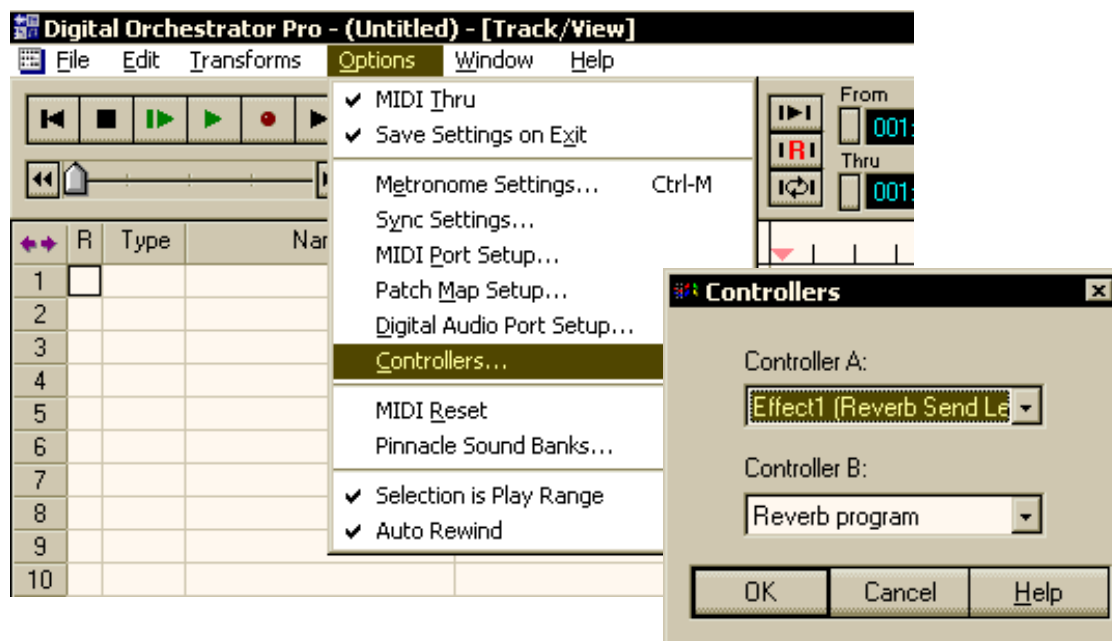 Digital Orchestrator Pro - (Untitled) - [Track/View]
File Edit Transforms Options Window Help
MIDI Thru
Save Settings on Exit
Metronome Settings... Ctrl-M
Sync Settings...
MIDI Port Setup...
Patch Map Setup...
Digital Audio Port Setup...
Controllers...
MIDI Reset
Pinnacle Sound Banks...
Selection is Play Range
Auto Rewind
From
001:
R
Thru
001:
R Type Nar
1
2
3
4
5
6
7
8
9
10
Controllers
Controller A:
Effect1 (Reverb Send Le
Controller B:
Reverb program
OK Cancel Help